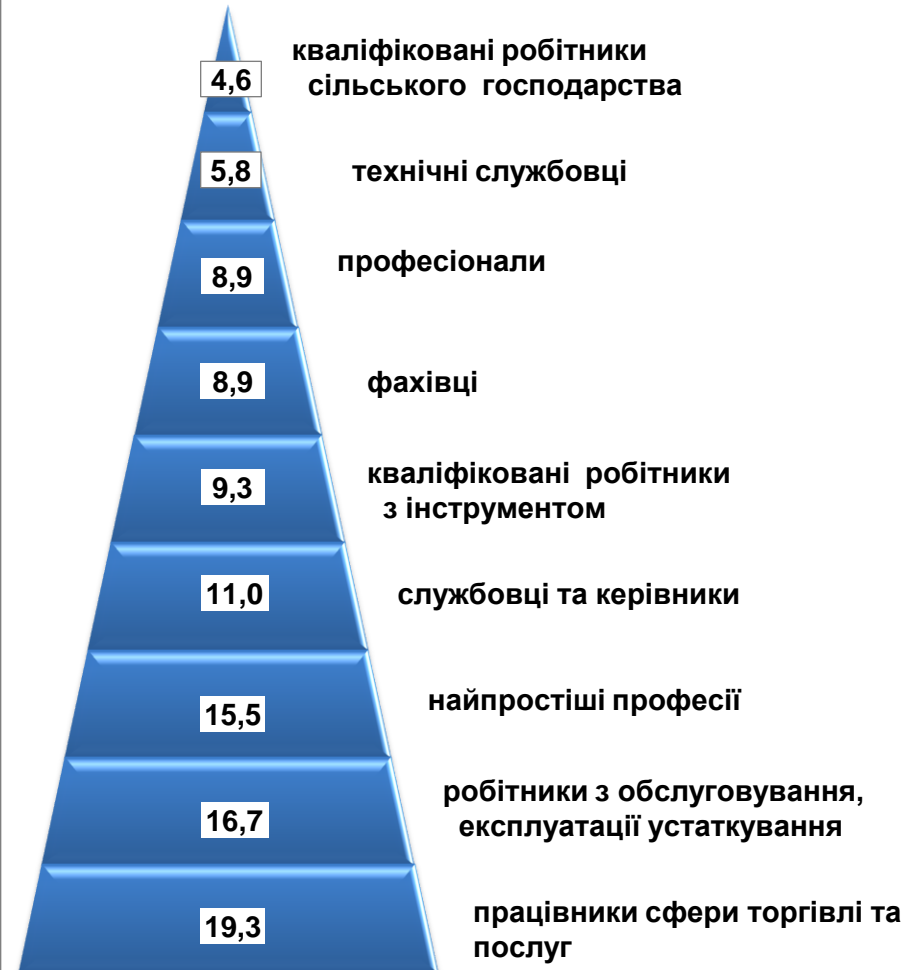 кваліфіковані робітники
4,6
сільського господарства
5,8
технічні службовці
професіонали
8,9
8,9
фахівці
кваліфіковані робітники
9,3
з інструментом
11,0
службовці та керівники
найпростіші професії
15,5
робітники з обслуговування,
16,7
експлуатації устаткування
працівники сфери торгівлі та
19,3
послуг